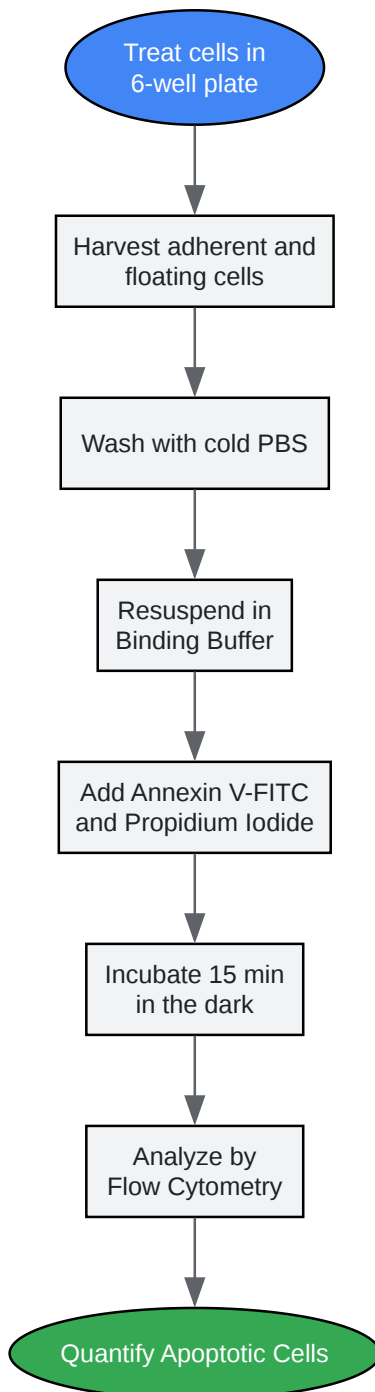 Treat cells in
6-well plate
Harvest adherent and
floating cells
Wash with cold PBS
Resuspend in
Binding Buffer
Add Annexin V-FITC
and Propidium Iodide
Incubate 15 min
in the dark
Analyze by
Flow Cytometry
Quantify Apoptotic Cells